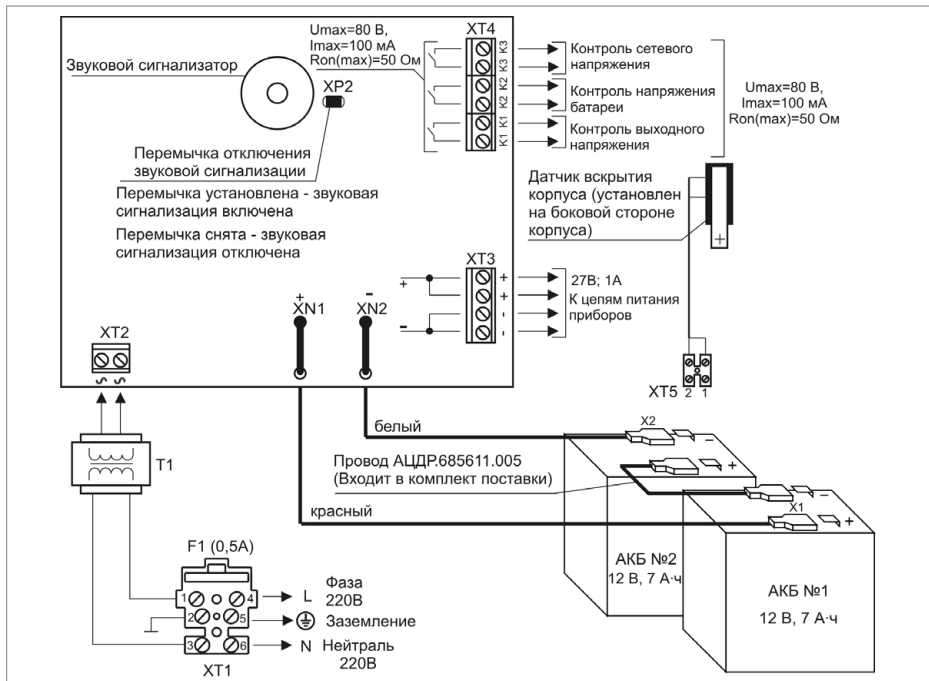 Umax=80 В,
Imax=100 мА
Ron(max)=50 Ом
XT4
K3
K3
K2
K2
K1
K1
Контроль сетевого
напряжения
Контроль напряжения
батареи
Контроль выходного
напряжения
Umax=80 В,
Imax=100 мА
Ron(max)=50 Ом
Звуковой сигнализатор
XP2
Перемычка отключения
звуковой сигнализации
Перемычка установлена - звуковая
сигнализация включена
Перемычка снята - звуковая
сигнализация отключена
Датчик вскрытия
корпуса (установлен
на боковой стороне
корпуса)
+
XT3
+
+
+
-
-
-
27В; 1А
К цепям питания
приборов
+
XN1
-
XN2
XT2
XT5 2 1
T1
белый
X2
-
+
Провод АЦДР.685611.005
(Входит в комплект поставки)
красный
X1
-
+
АКБ №2
12 В, 7 А·ч
АКБ №1
12 В, 7 А·ч
F1 (0,5А)
1
4
L
Фаза
220В
2
5
Заземление
3
6
N
Нейтраль
220В
XT1